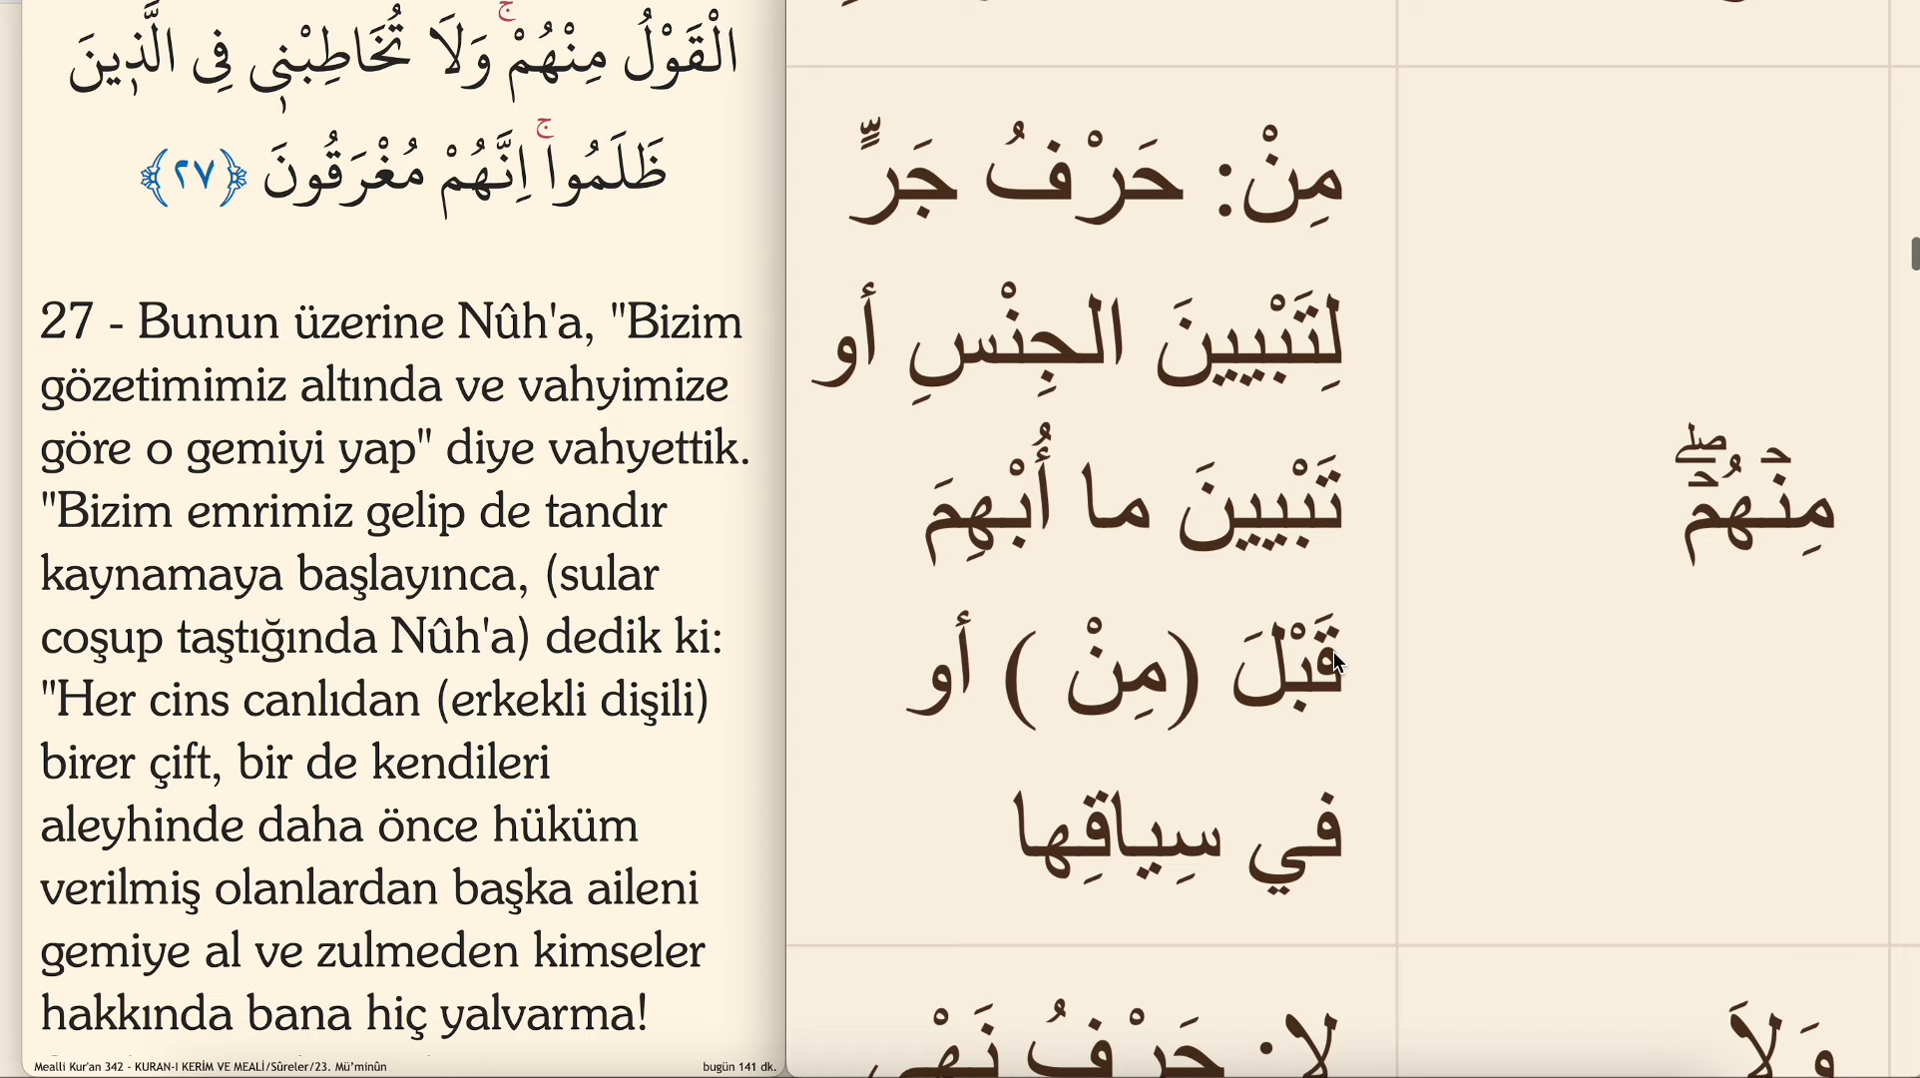 الْقَوْلُ مِنْهُمْۚ وَلَا تُخَاطِبْنٖى فِى الَّذٖينَ
ظَلَمُواۚ اِنَّهُمْ مُغْرَقُونَ ﴿٢٧﴾
27 - Bunun üzerine Nûh'a, "Bizim
gözetimimiz altında ve vahyimize
göre o gemiyi yap" diye vahyettik.
"Bizim emrimiz gelip de tandır
kaynamaya başlayınca, (sular
coşup taştığında Nûh'a) dedik ki:
"Her cins canlıdan (erkekli dişili)
birer çift, bir de kendileri
aleyhinde daha önce hüküm
verilmiş olanlardan başka aileni
gemiye al ve zulmeden kimseler
hakkında bana hiç yalvarma!
Mealli Kur'an 342 - KURAN-I KERİM VE MEALİ/Sûreler/23. Mü'minûn
bugün 141 dk.
مِنْهُمْۖ
مِنْ: حَرْفُ جَرٍّ
لِتَبْيِينَ الجِنْسِ أو
تَبْيِينَ ما أُبْهِمَ
قَبْلَ (مِنْ ) أو
في سِياقِها
وَلَا
لا: حَرْفُ نَهْيٍ